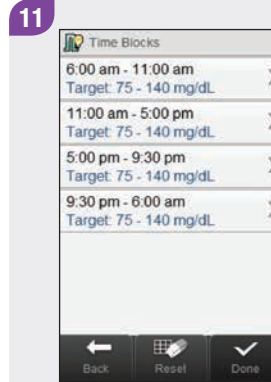 11
Time Blocks
6:00 am - 11:00 am
Target: 75 - 140 mg/dL
11:00 am - 5:00 pm
Target: 75 - 140 mg/dL
5:00 pm - 9:30 pm
Target: 75 - 140 mg/dL
9:30 pm - 6:00 am
Target: 75 - 140 mg/dL
Back Reset Done